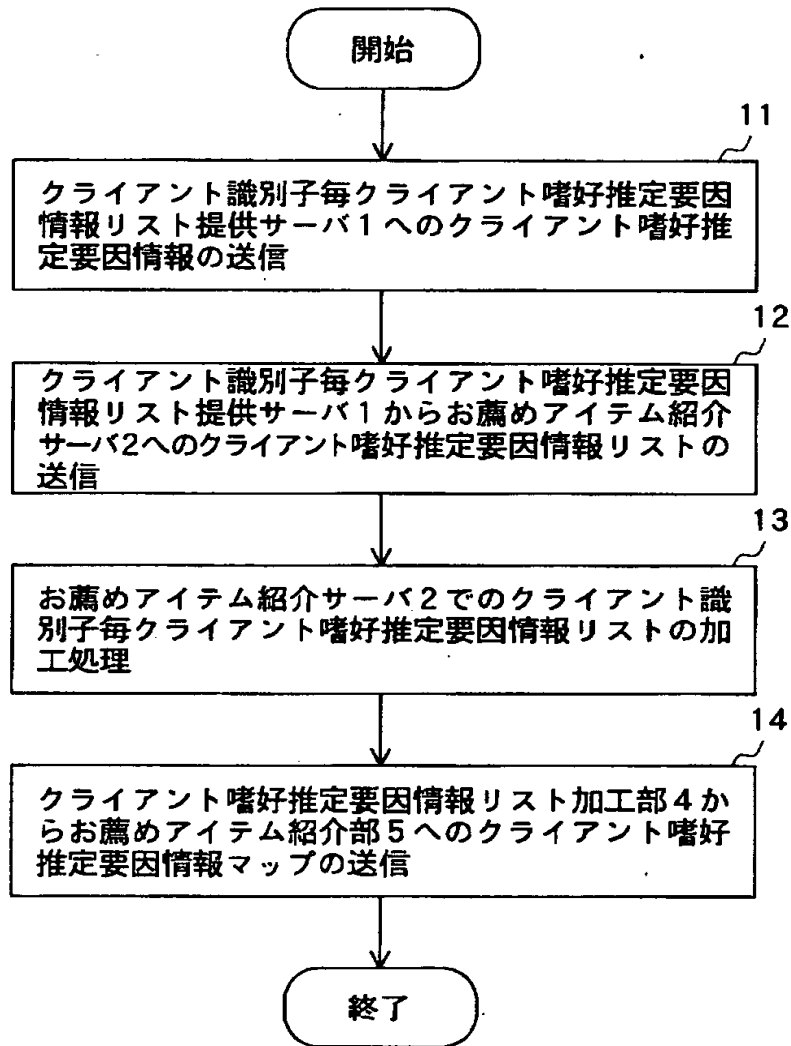 開始
11
クライアント識別子毎クライアント嗜好推定要因
情報リスト提供サーバ1へのクライアント嗜好推
定要因情報の送信
12
クライアント識別子毎クライアント嗜好推定要因
情報リスト提供サーバ1からお薦めアイテム紹介
サーバ2へのクライアント嗜好推定要因情報リストの
送信
13
お薦めアイテム紹介サーバ2でのクライアント識
別子毎クライアント嗜好推定要因情報リストの加
工処理
14
クライアント嗜好推定要因情報リスト加工部4か
らお薦めアイテム紹介部5へのクライアント嗜好
推定要因情報マップの送信
終了